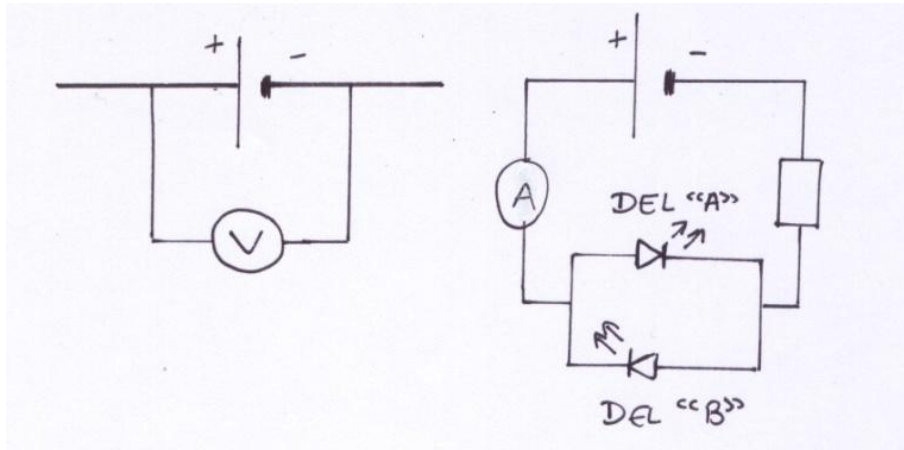 + -
V
+ -
A
DEL «A»
DEL «B»